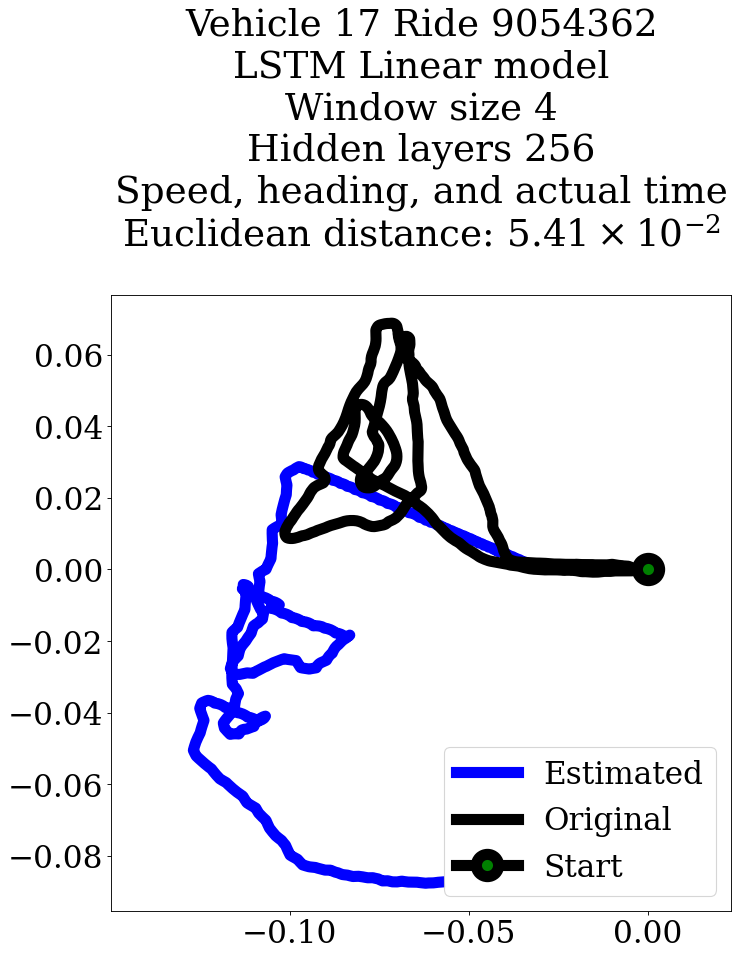 Vehicle 17 Ride 9054362
LSTM Linear model
Window size 4
Hidden layers 256
Speed, heading, and actual time
Euclidean distance: 5.41 × 10⁻²
0.06
0.04
0.02
0.00
−0.02
−0.04
−0.06
−0.08
Estimated
Original
Start
−0.10 −0.05 0.00